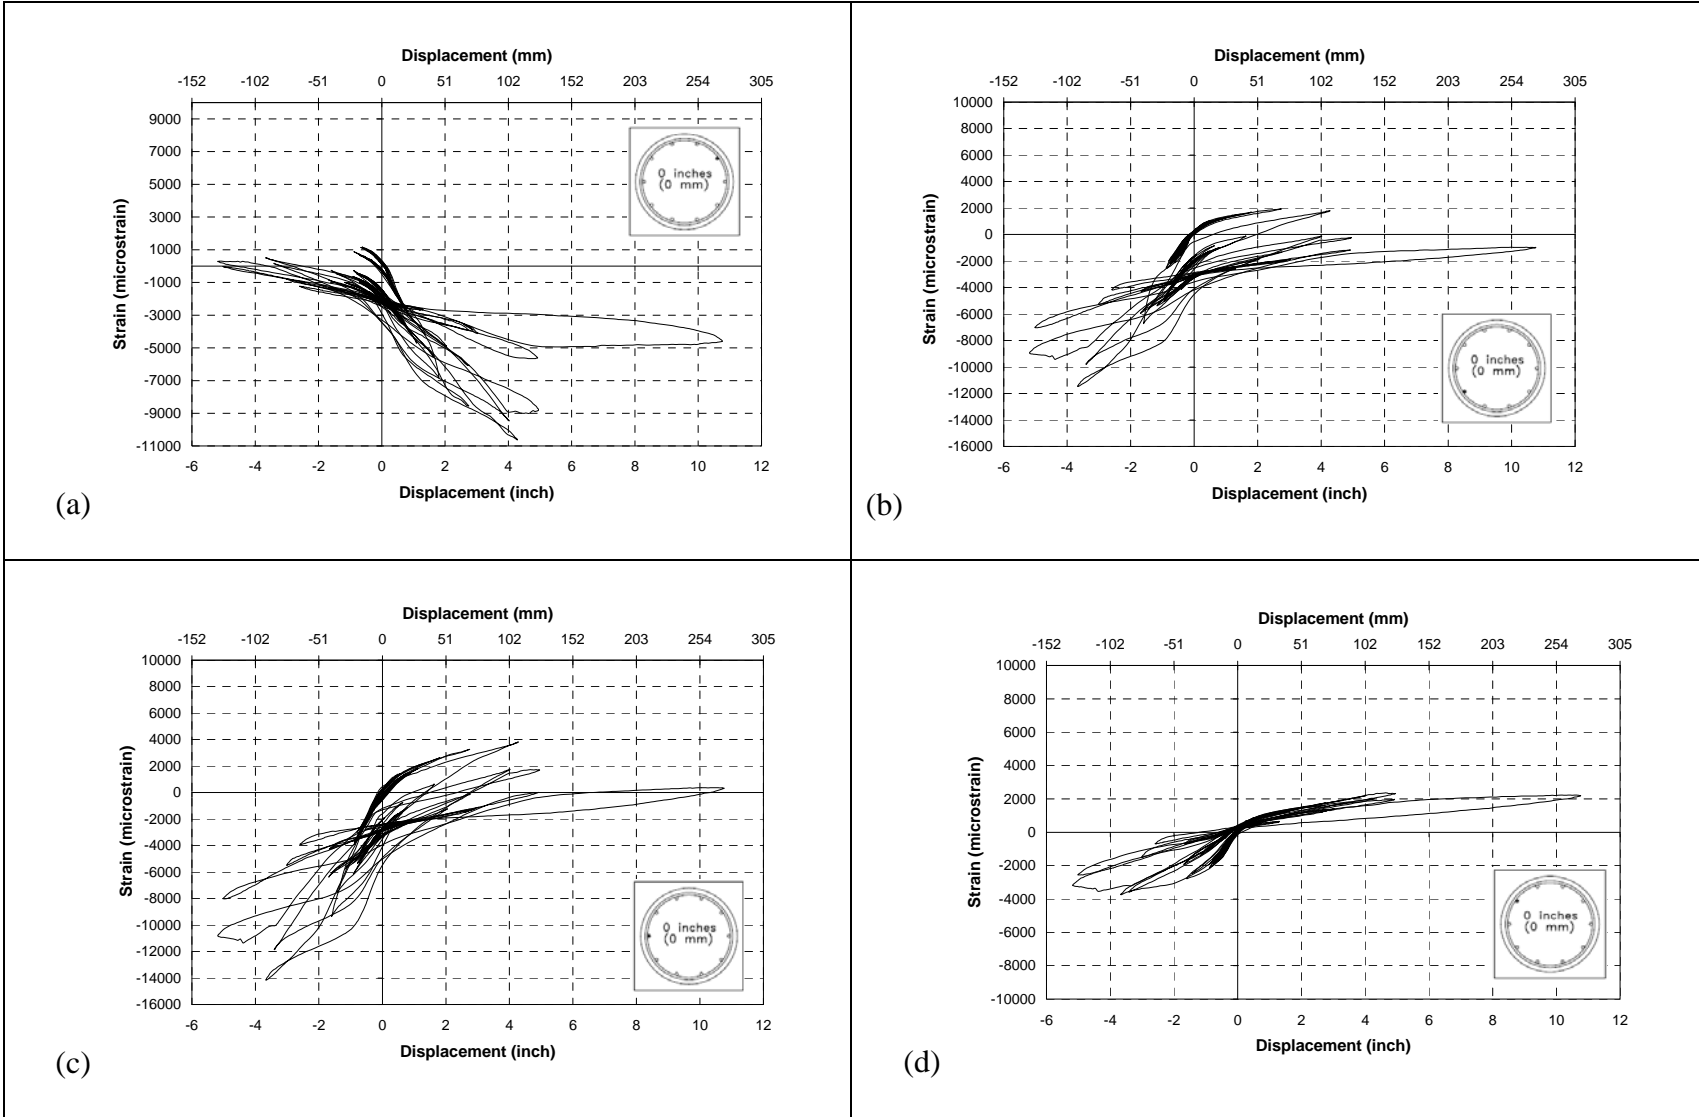 Displacement (mm)
-152 -102 -51 0 51 102 152 203 254 305
9000
7000
5000
3000
1000
-1000
-3000
-5000
-7000
-9000
-11000
Strain (microstrain)
0 inches
(0 mm)
-6 -4 -2 0 2 4 6 8 10 12
Displacement (inch)
(a)
Displacement (mm)
-152 -102 -51 0 51 102 152 203 254 305
10000
8000
6000
4000
2000
0
-2000
-4000
-6000
-8000
-10000
-12000
-14000
-16000
Strain (microstrain)
0 inches
(0 mm)
-6 -4 -2 0 2 4 6 8 10 12
Displacement (inch)
(b)
Displacement (mm)
-152 -102 -51 0 51 102 152 203 254 305
10000
8000
6000
4000
2000
0
-2000
-4000
-6000
-8000
-10000
-12000
-14000
-16000
Strain (microstrain)
0 inches
(0 mm)
-6 -4 -2 0 2 4 6 8 10 12
Displacement (inch)
(c)
Displacement (mm)
-152 -102 -51 0 51 102 152 203 254 305
10000
8000
6000
4000
2000
0
-2000
-4000
-6000
-8000
-10000
Strain (microstrain)
0 inches
(0 mm)
-6 -4 -2 0 2 4 6 8 10 12
Displacement (inch)
(d)